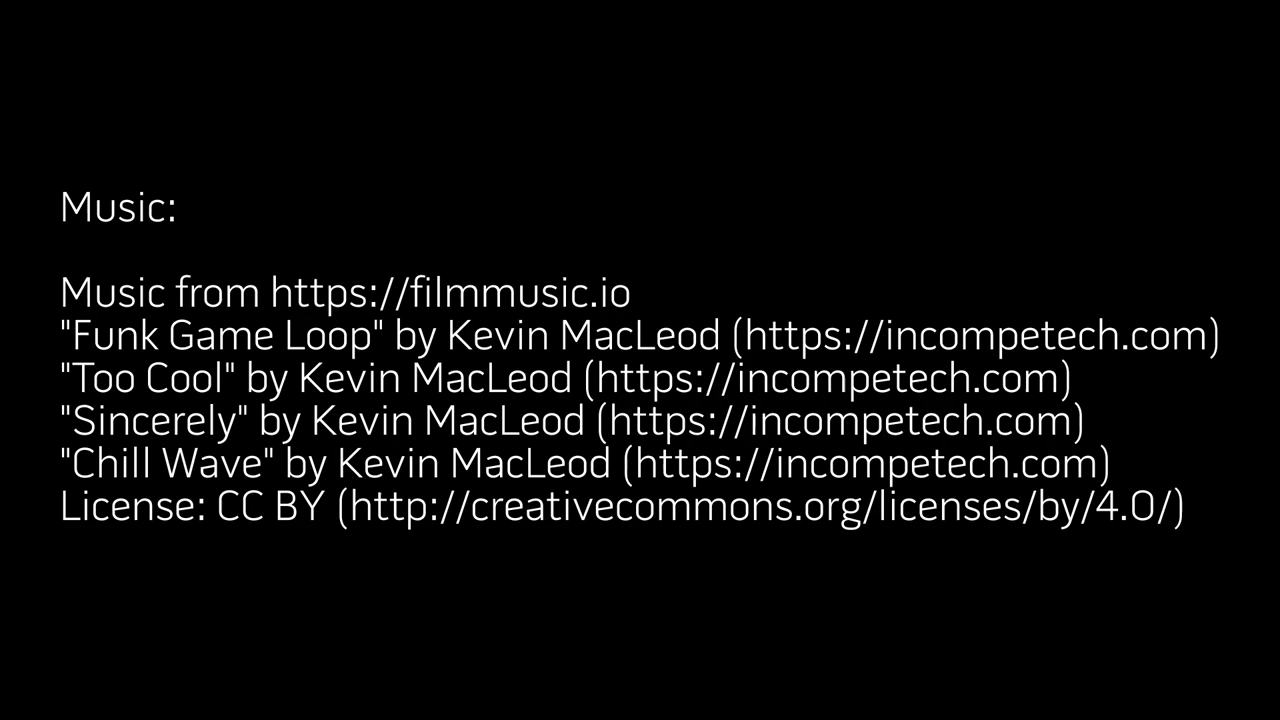 Music:
Music from https://filmmusic.io
"Funk Game Loop" by Kevin MacLeod (https://incompetech.com)
"Too Cool" by Kevin MacLeod (https://incompetech.com)
"Sincerely" by Kevin MacLeod (https://incompetech.com)
"Chill Wave" by Kevin MacLeod (https://incompetech.com)
License: CC BY (http://creativecommons.org/licenses/by/4.0/)